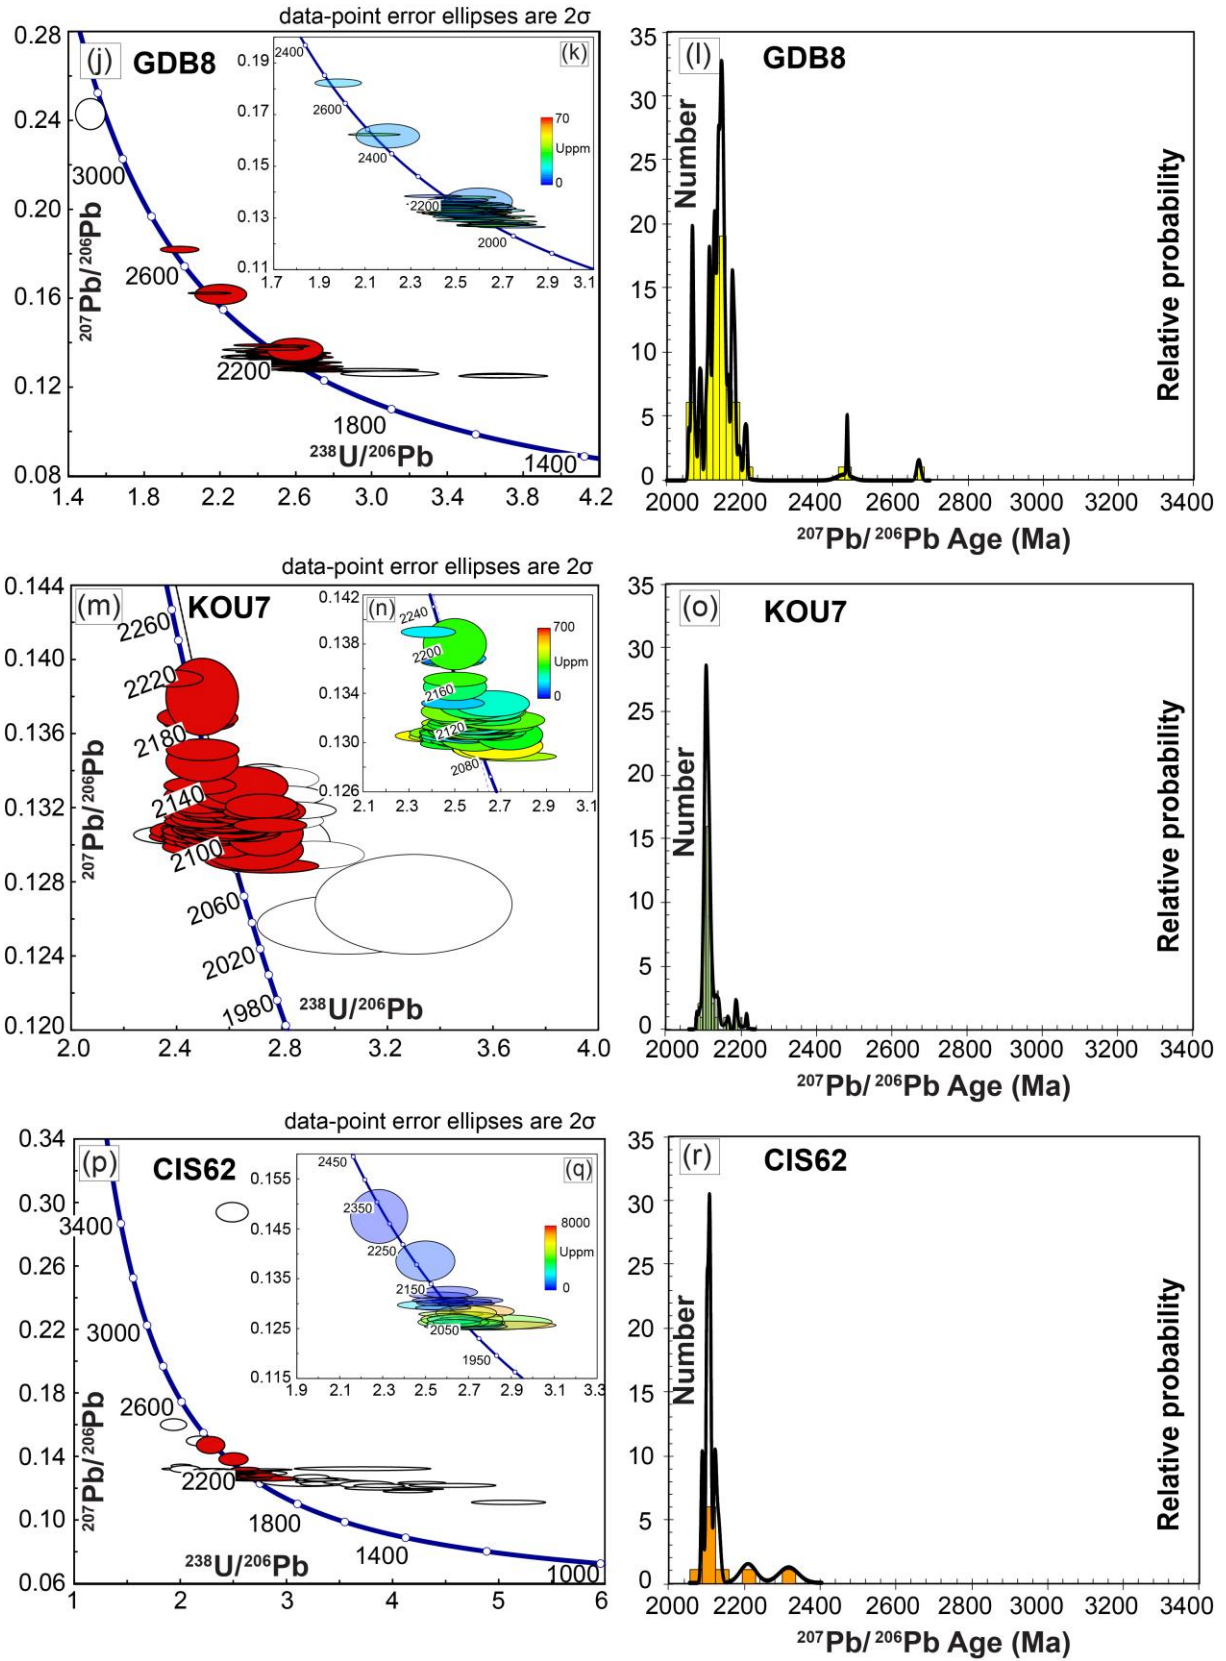 data-point error ellipses are 2σ
(j) GDB8
0.28
0.24
0.20
0.16
0.12
0.08
²⁰⁷Pb/²⁰⁶Pb
3000
2600
2200
1800
1400
²³⁸U/²⁰⁶Pb
1.4 1.8 2.2 2.6 3.0 3.4 3.8 4.2
(k)
0.19
0.17
0.15
0.13
0.11
2400
2600
2400
2200
2000
70
Uppm
0
1.7 1.9 2.1 2.3 2.5 2.7 2.9 3.1
(l) GDB8
35
30
25
20
15
10
5
0
Number
Relative probability
2000 2200 2400 2600 2800 3000 3200 3400
²⁰⁷Pb/²⁰⁶Pb Age (Ma)
data-point error ellipses are 2σ
(m) KOU7
0.144
0.140
0.136
0.132
0.128
0.124
0.120
²⁰⁷Pb/²⁰⁶Pb
2260
2220
2180
2140
2100
2060
2020
1980
²³⁸U/²⁰⁶Pb
2.0 2.4 2.8 3.2 3.6 4.0
(n)
0.142
0.138
0.134
0.130
0.126
2240
2200
2160
2120
2080
700
Uppm
0
2.1 2.3 2.5 2.7 2.9 3.1
(o) KOU7
35
30
25
20
15
10
5
0
Number
Relative probability
2000 2200 2400 2600 2800 3000 3200 3400
²⁰⁷Pb/²⁰⁶Pb Age (Ma)
data-point error ellipses are 2σ
(p) CIS62
0.34
0.30
0.26
0.22
0.18
0.14
0.10
0.06
²⁰⁷Pb/²⁰⁶Pb
3400
3000
2600
2200
1800
1400
1000
²³⁸U/²⁰⁶Pb
1 2 3 4 5 6
(q)
0.155
0.145
0.135
0.125
0.115
2450
2350
2250
2150
2050
1950
8000
Uppm
0
1.9 2.1 2.3 2.5 2.7 2.9 3.1 3.3
(r) CIS62
35
30
25
20
15
10
5
0
Number
Relative probability
2000 2200 2400 2600 2800 3000 3200 3400
²⁰⁷Pb/²⁰⁶Pb Age (Ma)